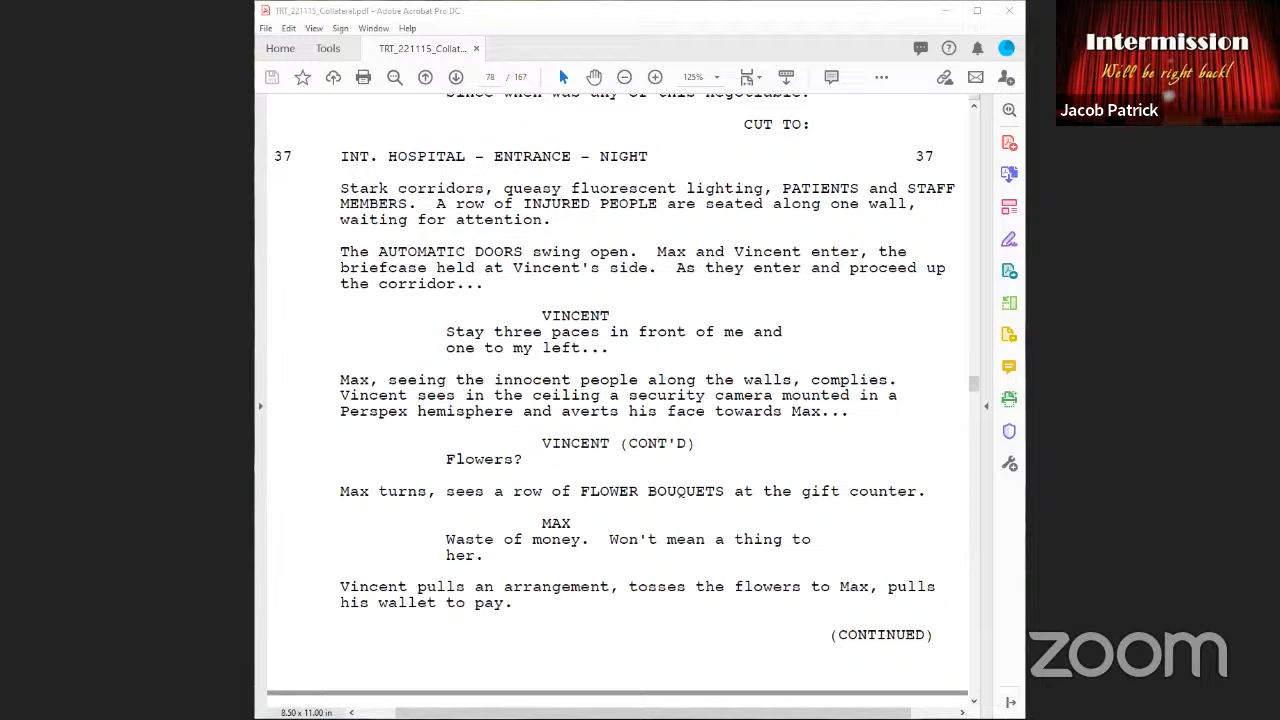 TRT_221115_Collateral.pdf - Adobe Acrobat Pro DC
File Edit View Sign Window Help
Home Tools TRT_221115_Collat... ×
78 / 167 125%
Since when was any of this negotiable.
CUT TO:
37 INT. HOSPITAL - ENTRANCE - NIGHT 37
Stark corridors, queasy fluorescent lighting, PATIENTS and STAFF
MEMBERS. A row of INJURED PEOPLE are seated along one wall,
waiting for attention.
The AUTOMATIC DOORS swing open. Max and Vincent enter, the
briefcase held at Vincent's side. As they enter and proceed up
the corridor...
VINCENT
Stay three paces in front of me and
one to my left...
Max, seeing the innocent people along the walls, complies.
Vincent sees in the ceiling a security camera mounted in a
Perspex hemisphere and averts his face towards Max...
VINCENT (CONT'D)
Flowers?
Max turns, sees a row of FLOWER BOUQUETS at the gift counter.
MAX
Waste of money. Won't mean a thing to
her.
Vincent pulls an arrangement, tosses the flowers to Max, pulls
his wallet to pay.
(CONTINUED)
8.50 x 11.00 in
Intermission
We'll be right back!
Jacob Patrick
zoom